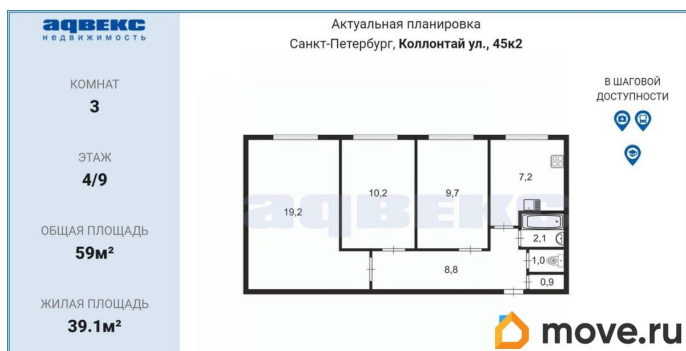 адвекс
недвижимость
КОМНАТ
3
ЭТАЖ
4/9
ОБЩАЯ ПЛОЩАДЬ
59м²
ЖИЛАЯ ПЛОЩАДЬ
39.1м²
Актуальная планировка
Санкт-Петербург, Коллонтай ул., 45к2
В ШАГОВОЙ
ДОСТУПНОСТИ
19,2
10,2
9,7
7,2
2,1
1,0
0,9
8,8
адвекс
move.ru